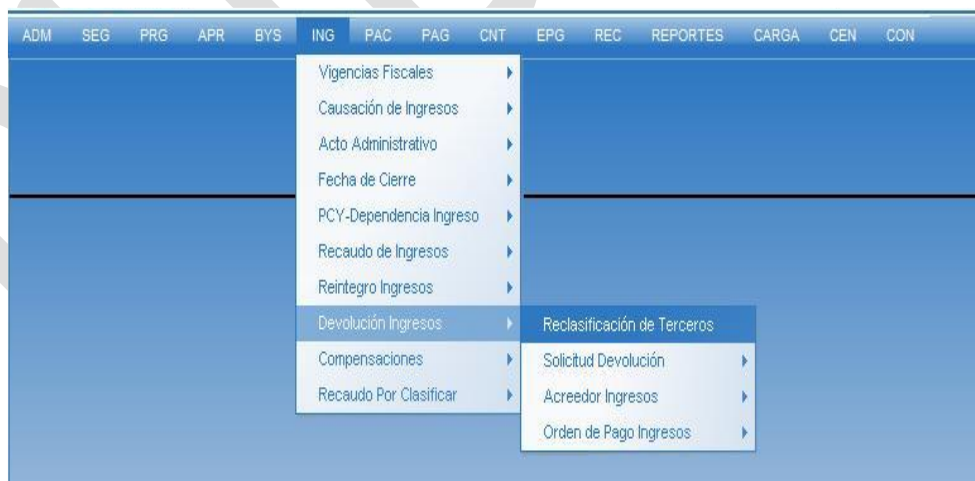 ADM SEG PRG APR BYS ING PAC PAG CNT EPG REC REPORTES CARGA CEN CON
Vigencias Fiscales
Causación de Ingresos
Acto Administrativo
Fecha de Cierre
PCY-Dependencia Ingreso
Recaudo de Ingresos
Reintegro Ingresos
Devolución Ingresos
Compensaciones
Recaudo Por Clasificar
Reclasificación de Terceros
Solicitud Devolución
Acreedor Ingresos
Orden de Pago Ingresos